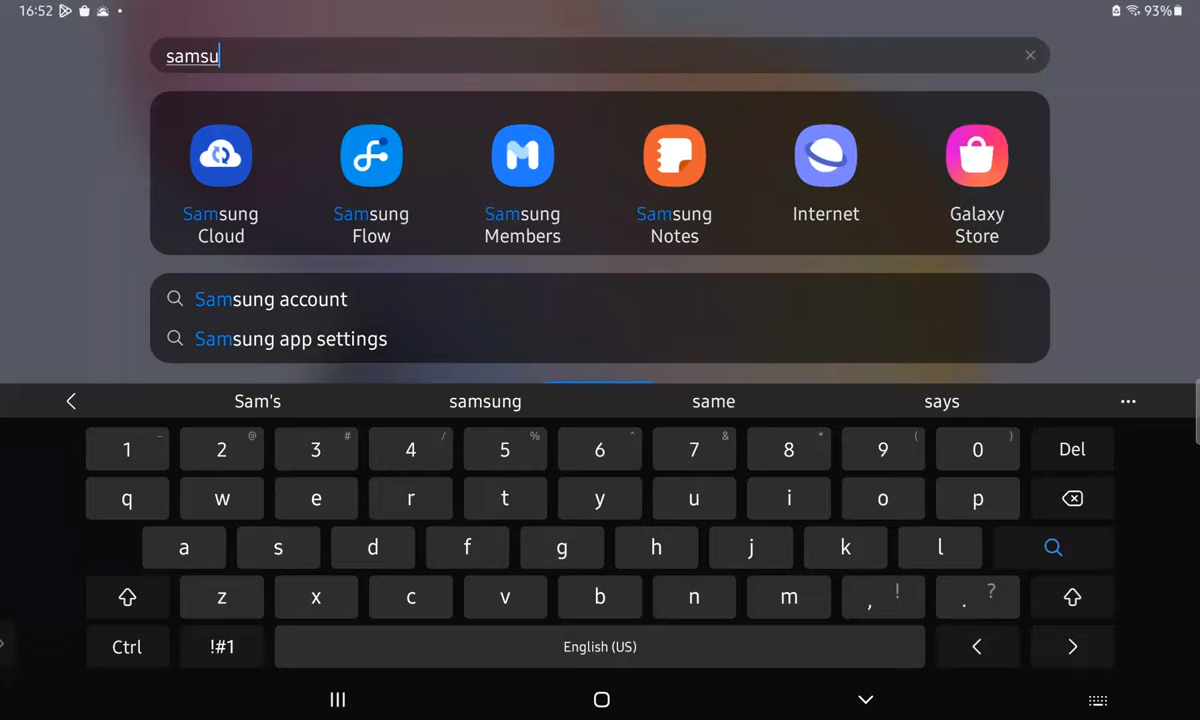 16:52 93%
samsu
Samsung Cloud
Samsung Flow
Samsung Members
Samsung Notes
Internet
Galaxy Store
Samsung account
Samsung app settings
Sam's samsung same says ...
1 - 2 @ 3 # 4 / 5 % 6 ^ 7 & 8 * 9 ( 0 ) Del
q w e r t y u i o p
a s d f g h j k l
z x c v b n m , ! . ?
Ctrl !#1 English (US) < >